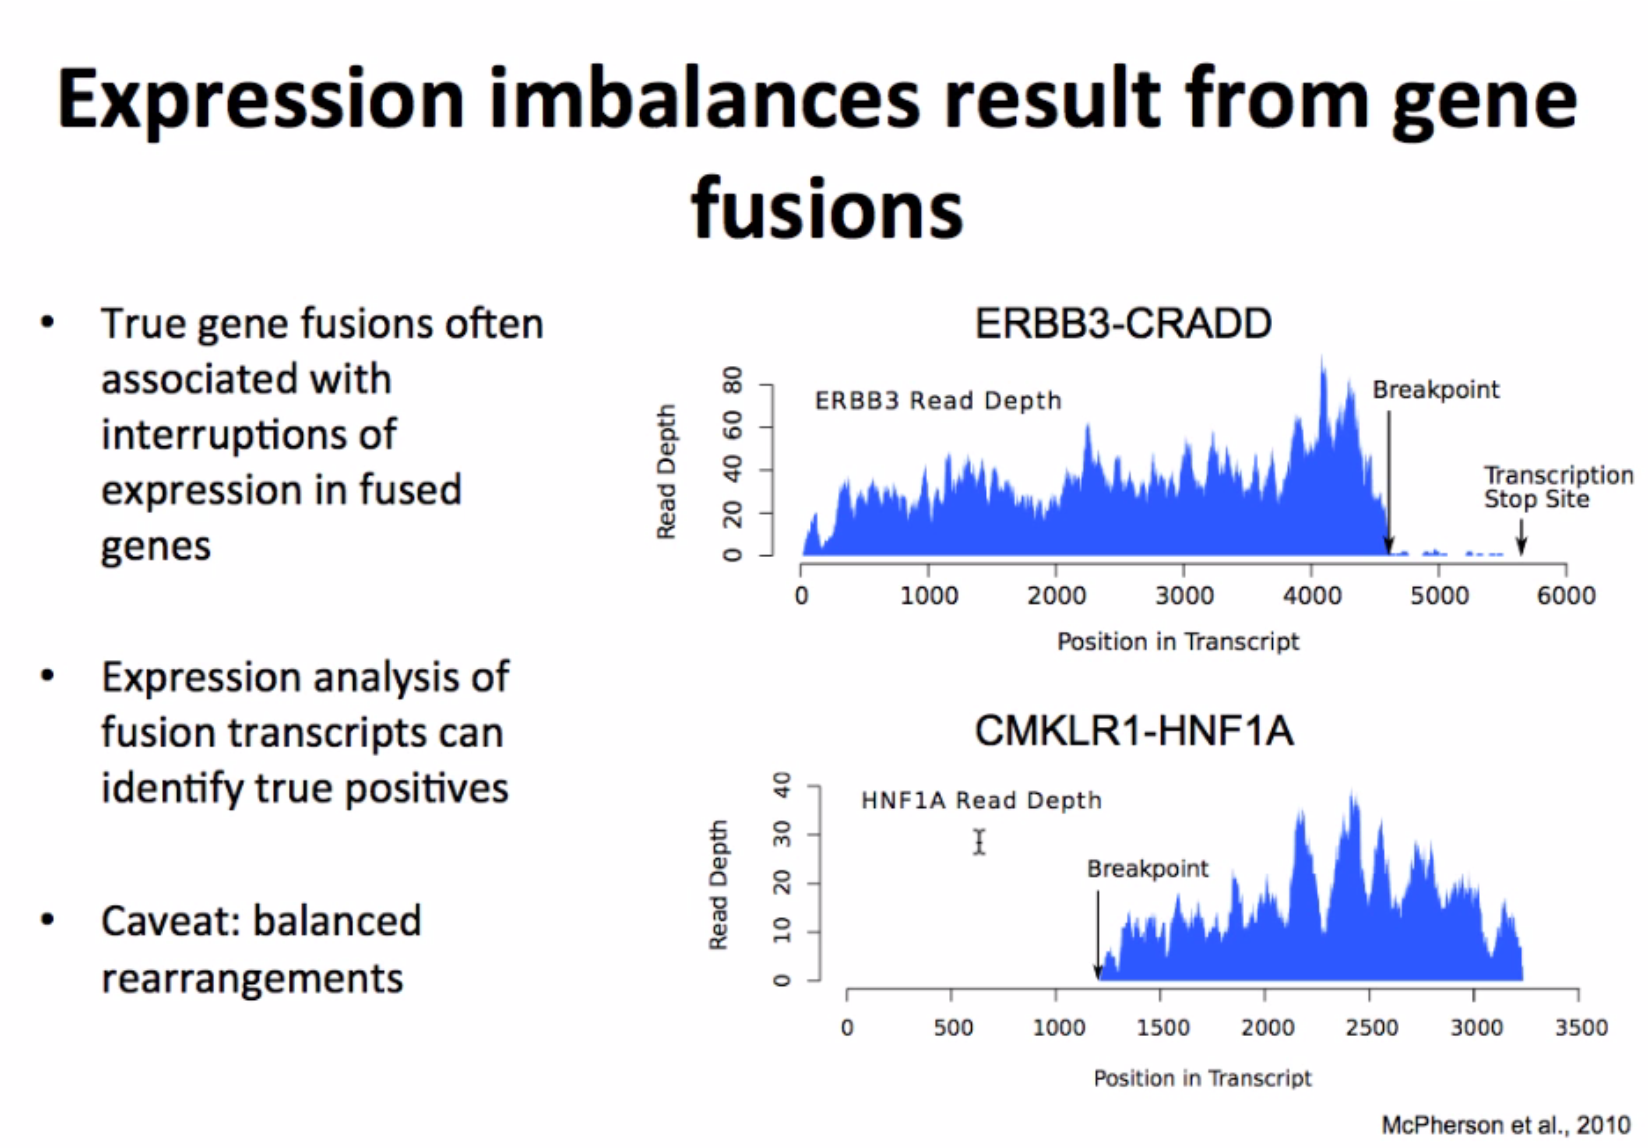 Expression imbalances result from gene
fusions
• True gene fusions often
associated with
interruptions of
expression in fused
genes
• Expression analysis of
fusion transcripts can
identify true positives
• Caveat: balanced
rearrangements
ERBB3-CRADD
ERBB3 Read Depth
Breakpoint
Transcription
Stop Site
Read Depth
80
60
40
20
0
0 1000 2000 3000 4000 5000 6000
Position in Transcript
CMKLR1-HNF1A
HNF1A Read Depth
Breakpoint
Read Depth
40
30
20
10
0
0 500 1000 1500 2000 2500 3000 3500
Position in Transcript
McPherson et al., 2010